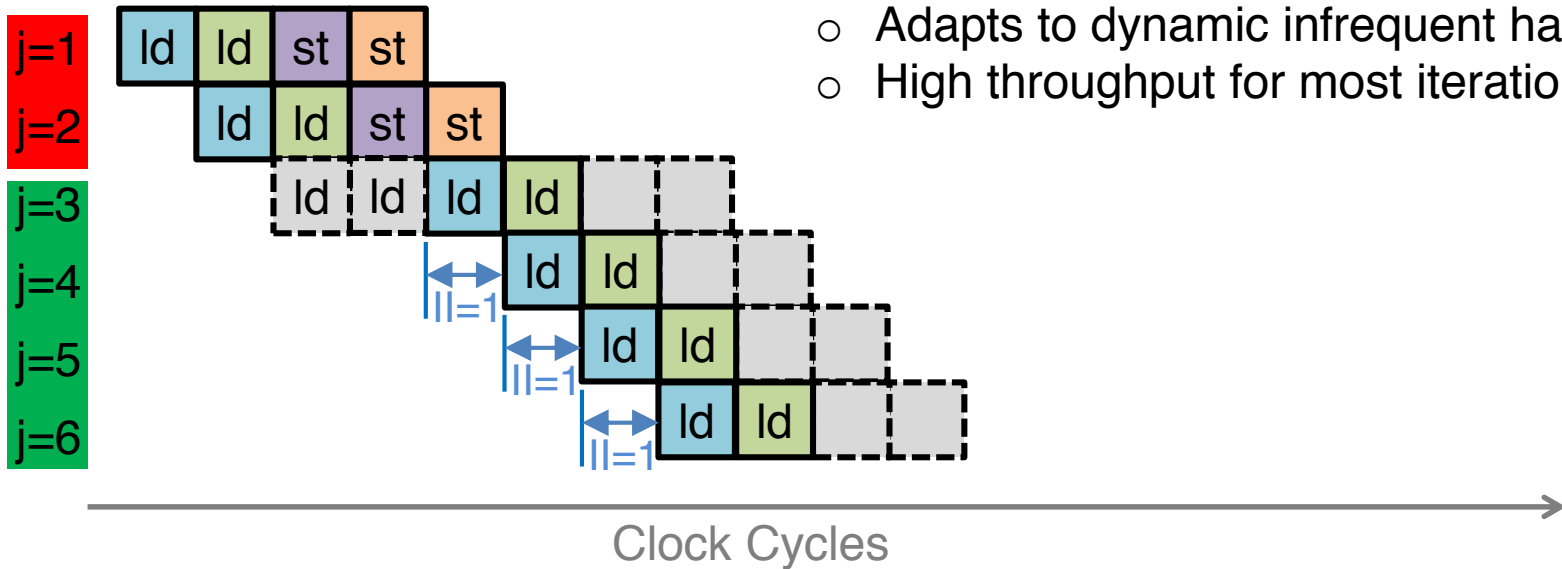 ○ Adapts to dynamic infrequent ha
○ High throughput for most iteratio
j=1 ld ld st st
j=2 ld ld st st
j=3 ld ld ld ld
j=4 ld ld
II=1
j=5 ld ld
II=1
j=6 ld ld
II=1
Clock Cycles